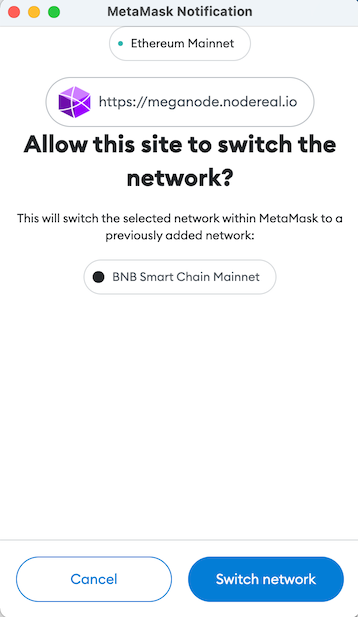 MetaMask Notification
Ethereum Mainnet
https://meganode.nodereal.io
Allow this site to switch the
network?
This will switch the selected network within MetaMask to a
previously added network:
BNB Smart Chain Mainnet
Cancel
Switch network